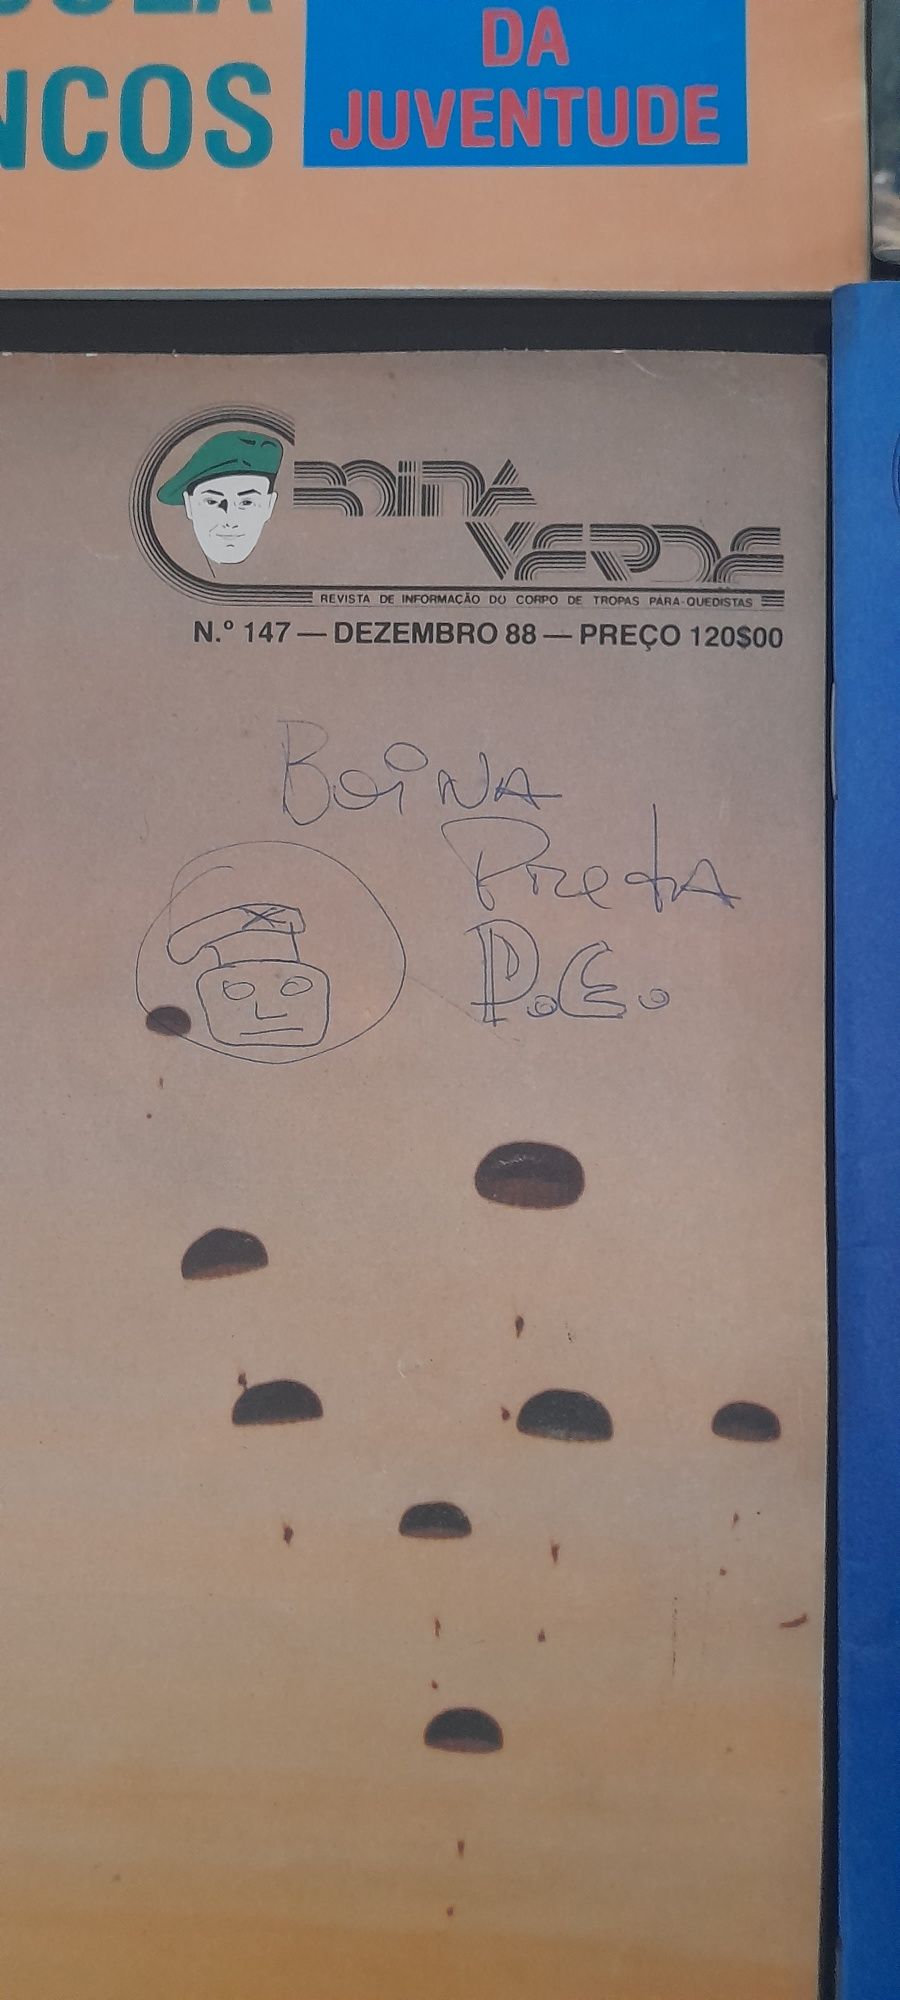 NCOS
DA
JUVENTUDE
BOINA
VERDE
REVISTA DE INFORMAÇÃO DO CORPO DE TROPAS PÁRA-QUEDISTAS
N.º 147 — DEZEMBRO 88 — PREÇO 120$00
BoiNA
PretA
P.E.